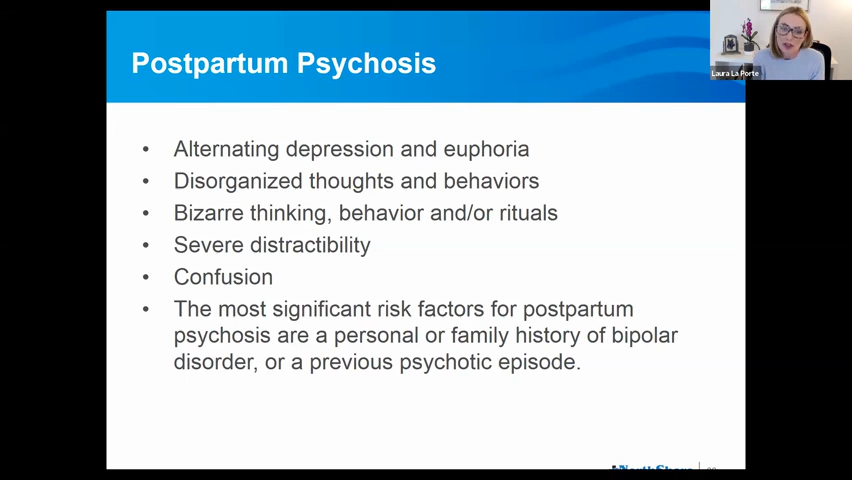 Postpartum Psychosis
Laura La Porte
• Alternating depression and euphoria
• Disorganized thoughts and behaviors
• Bizarre thinking, behavior and/or rituals
• Severe distractibility
• Confusion
• The most significant risk factors for postpartum
psychosis are a personal or family history of bipolar
disorder, or a previous psychotic episode.